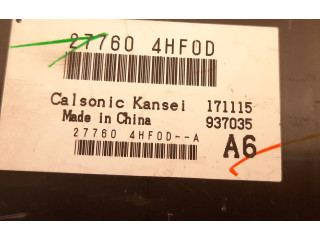 27760 4HF0D
Calsonic Kansei 171115
Made in China 937035
27760 4HF0D--A
A6